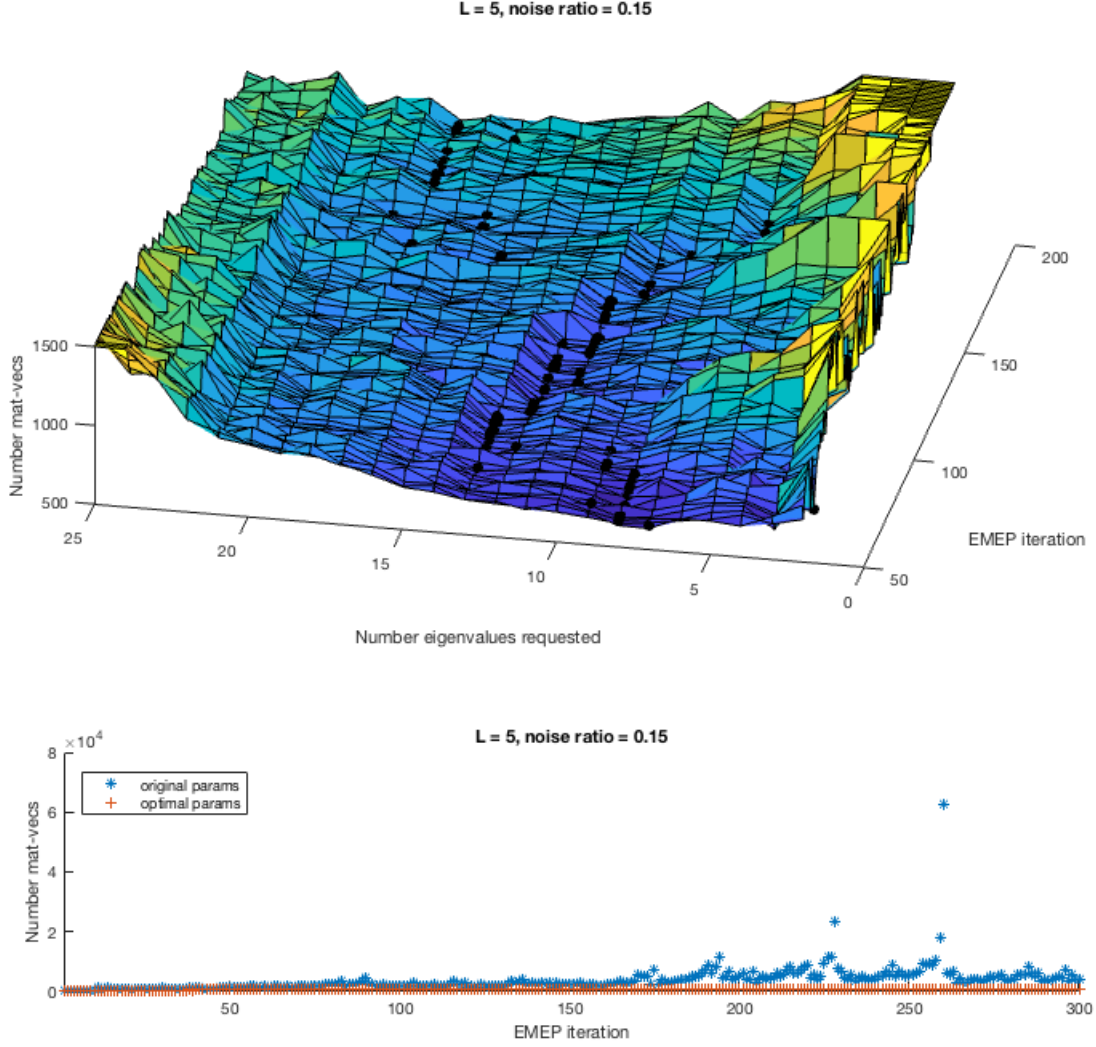 L = 5, noise ratio = 0.15
200
150
100
50
EMEP iteration
1500
1000
500
Number mat-vecs
25
20
15
10
5
0
Number eigenvalues requested
L = 5, noise ratio = 0.15
×10⁴
8
6
4
2
0
Number mat-vecs
original params
optimal params
50
100
150
200
250
300
EMEP iteration